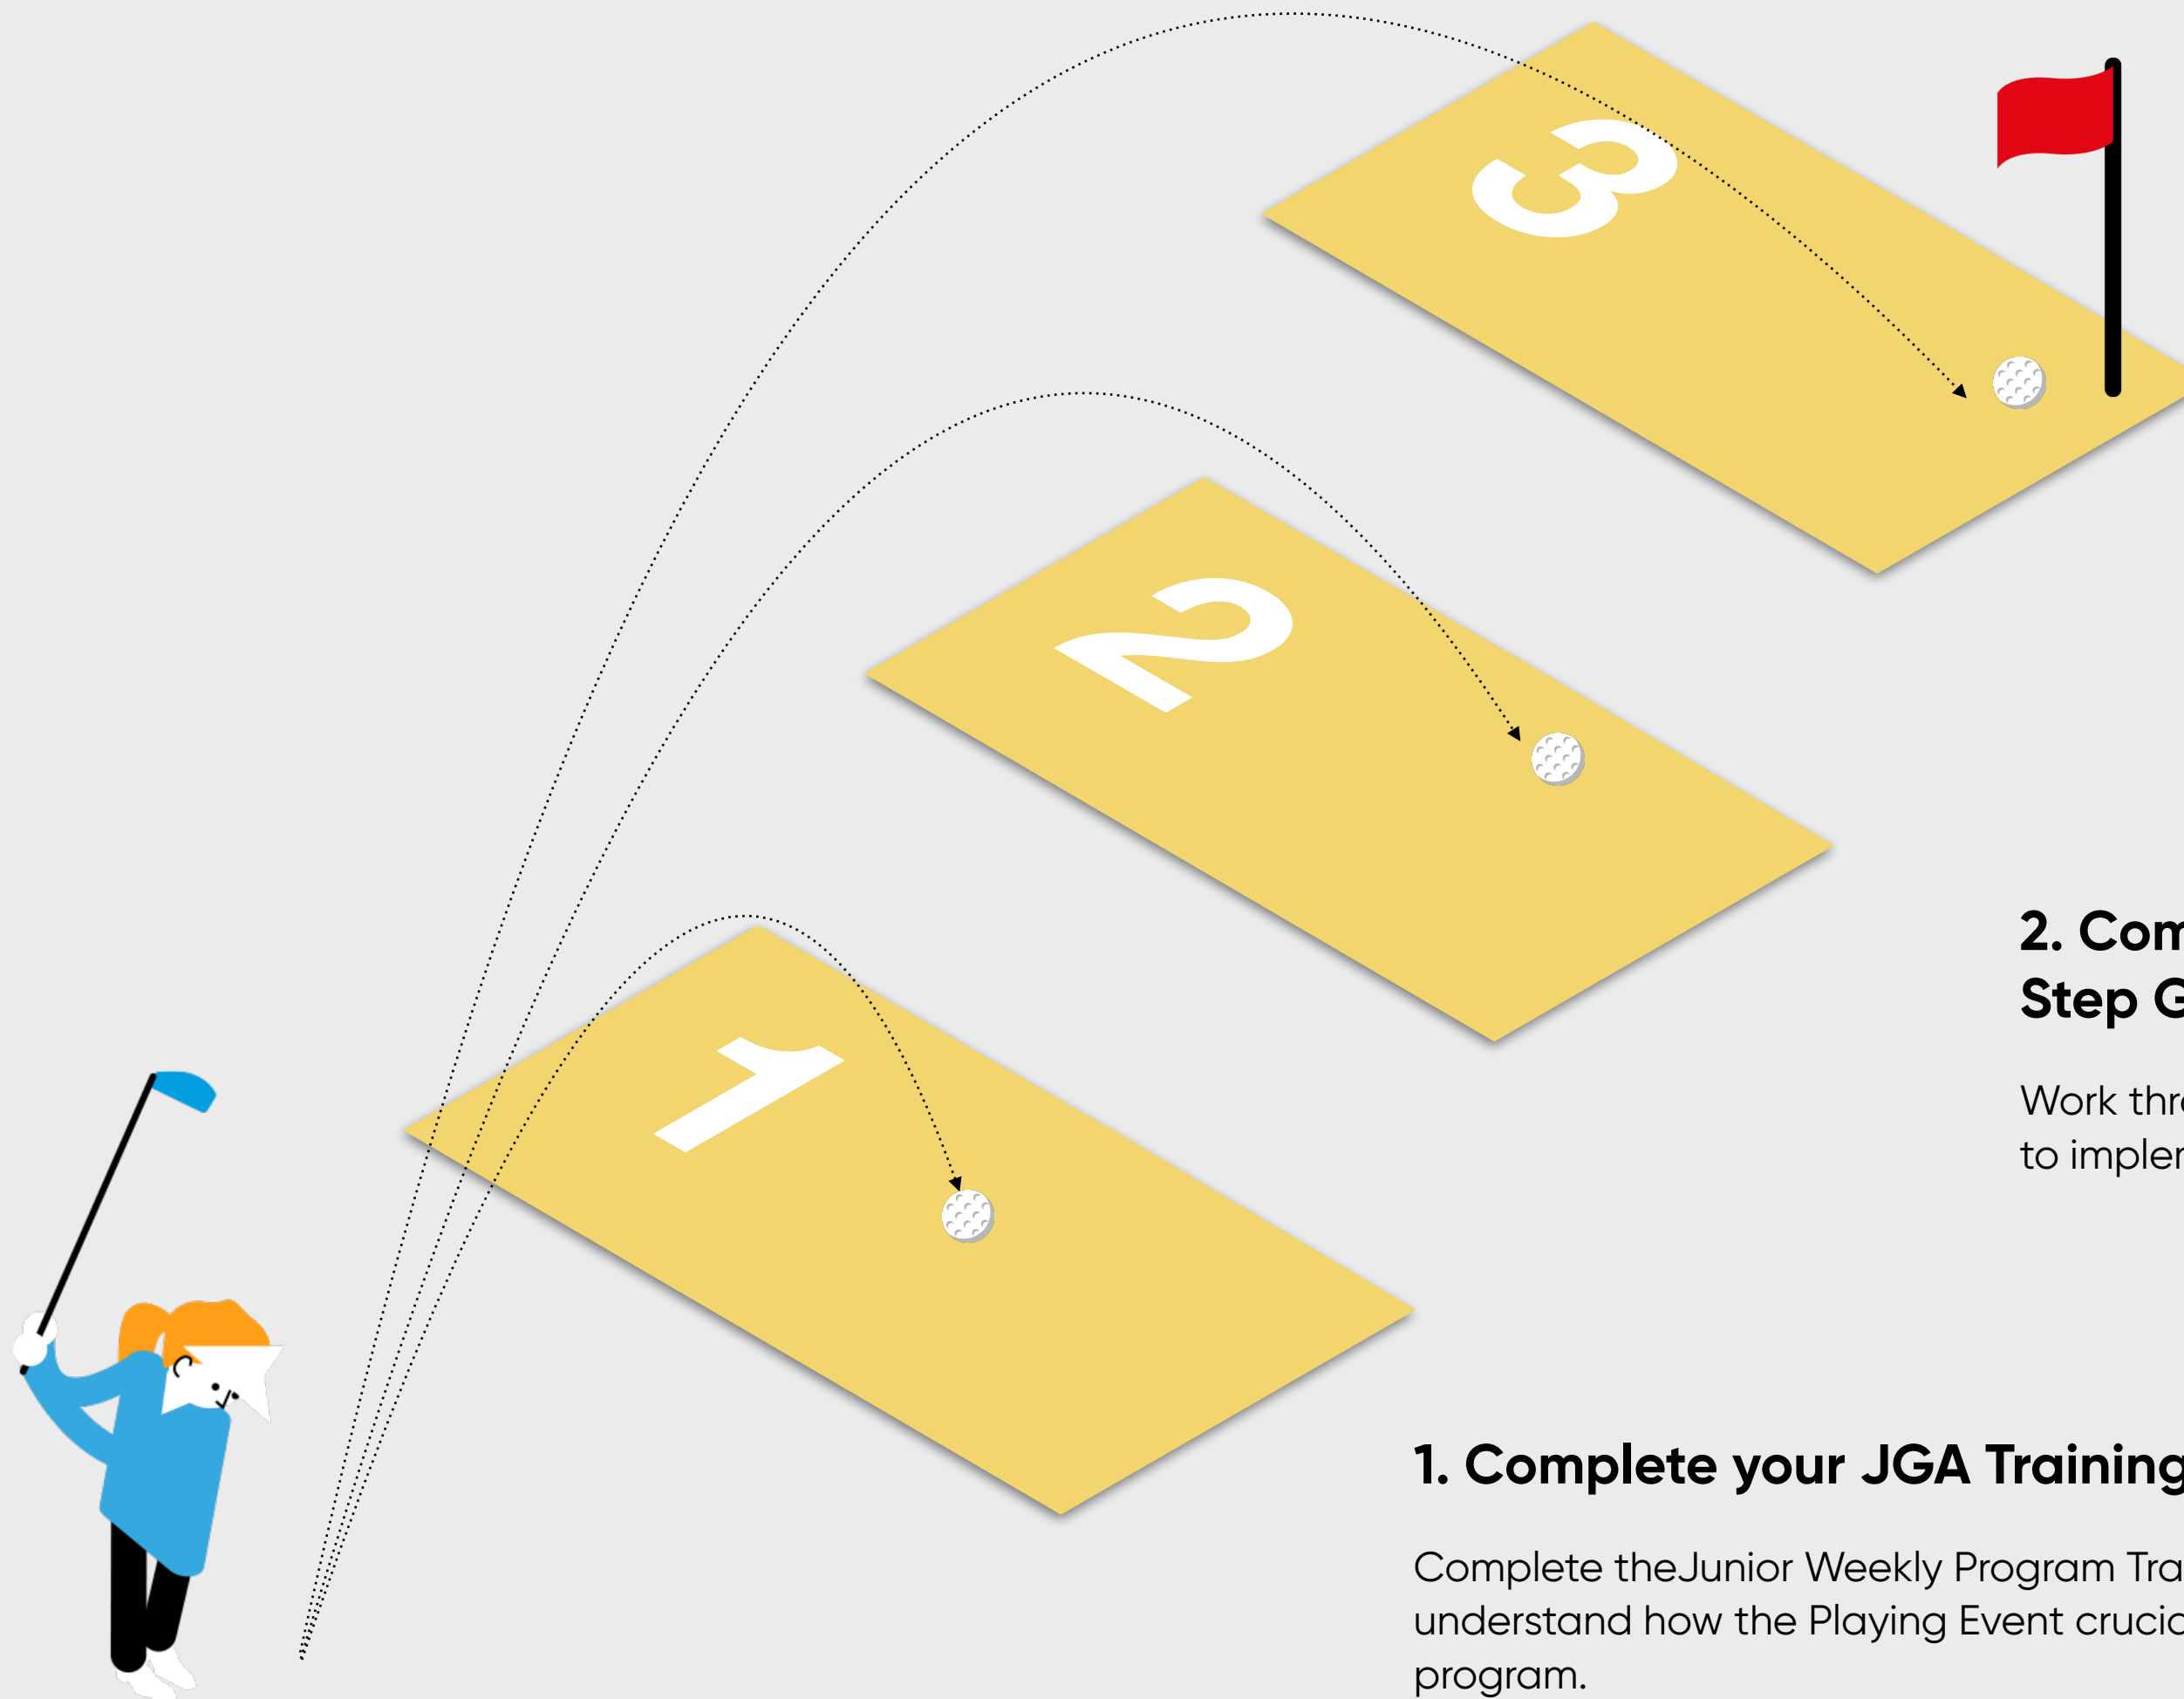 3
2
1
2. Com
Step G
Work thr
to imple
1. Complete your JGA Training
Complete theJunior Weekly Program Tra
understand how the Playing Event cruci
program.